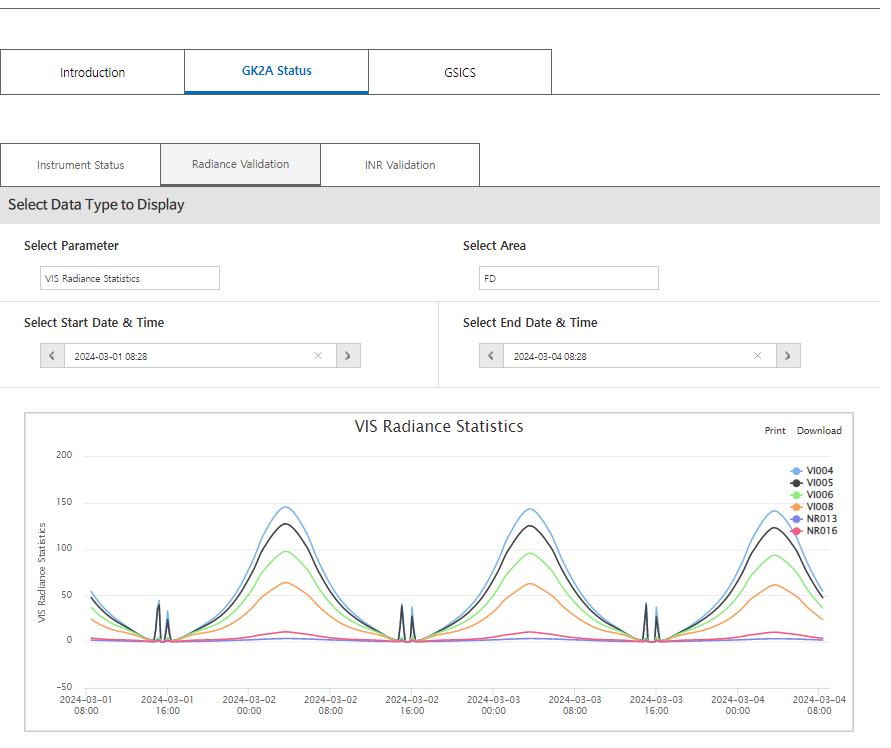 Introduction
GK2A Status
GSICS
Instrument Status
Radiance Validation
INR Validation
Select Data Type to Display
Select Parameter
Select Area
VIS Radiance Statistics
FD
Select Start Date & Time
Select End Date & Time
2024-03-01 08:28
2024-03-04 08:28
VIS Radiance Statistics
Print
Download
VI004
VI005
VI006
VI008
NR013
NR016
VIS Radiance Statistics
200
150
100
50
0
-50
2024-03-01
08:00
2024-03-01
16:00
2024-03-02
00:00
2024-03-02
08:00
2024-03-02
16:00
2024-03-03
00:00
2024-03-03
08:00
2024-03-03
16:00
2024-03-04
00:00
2024-03-04
08:00